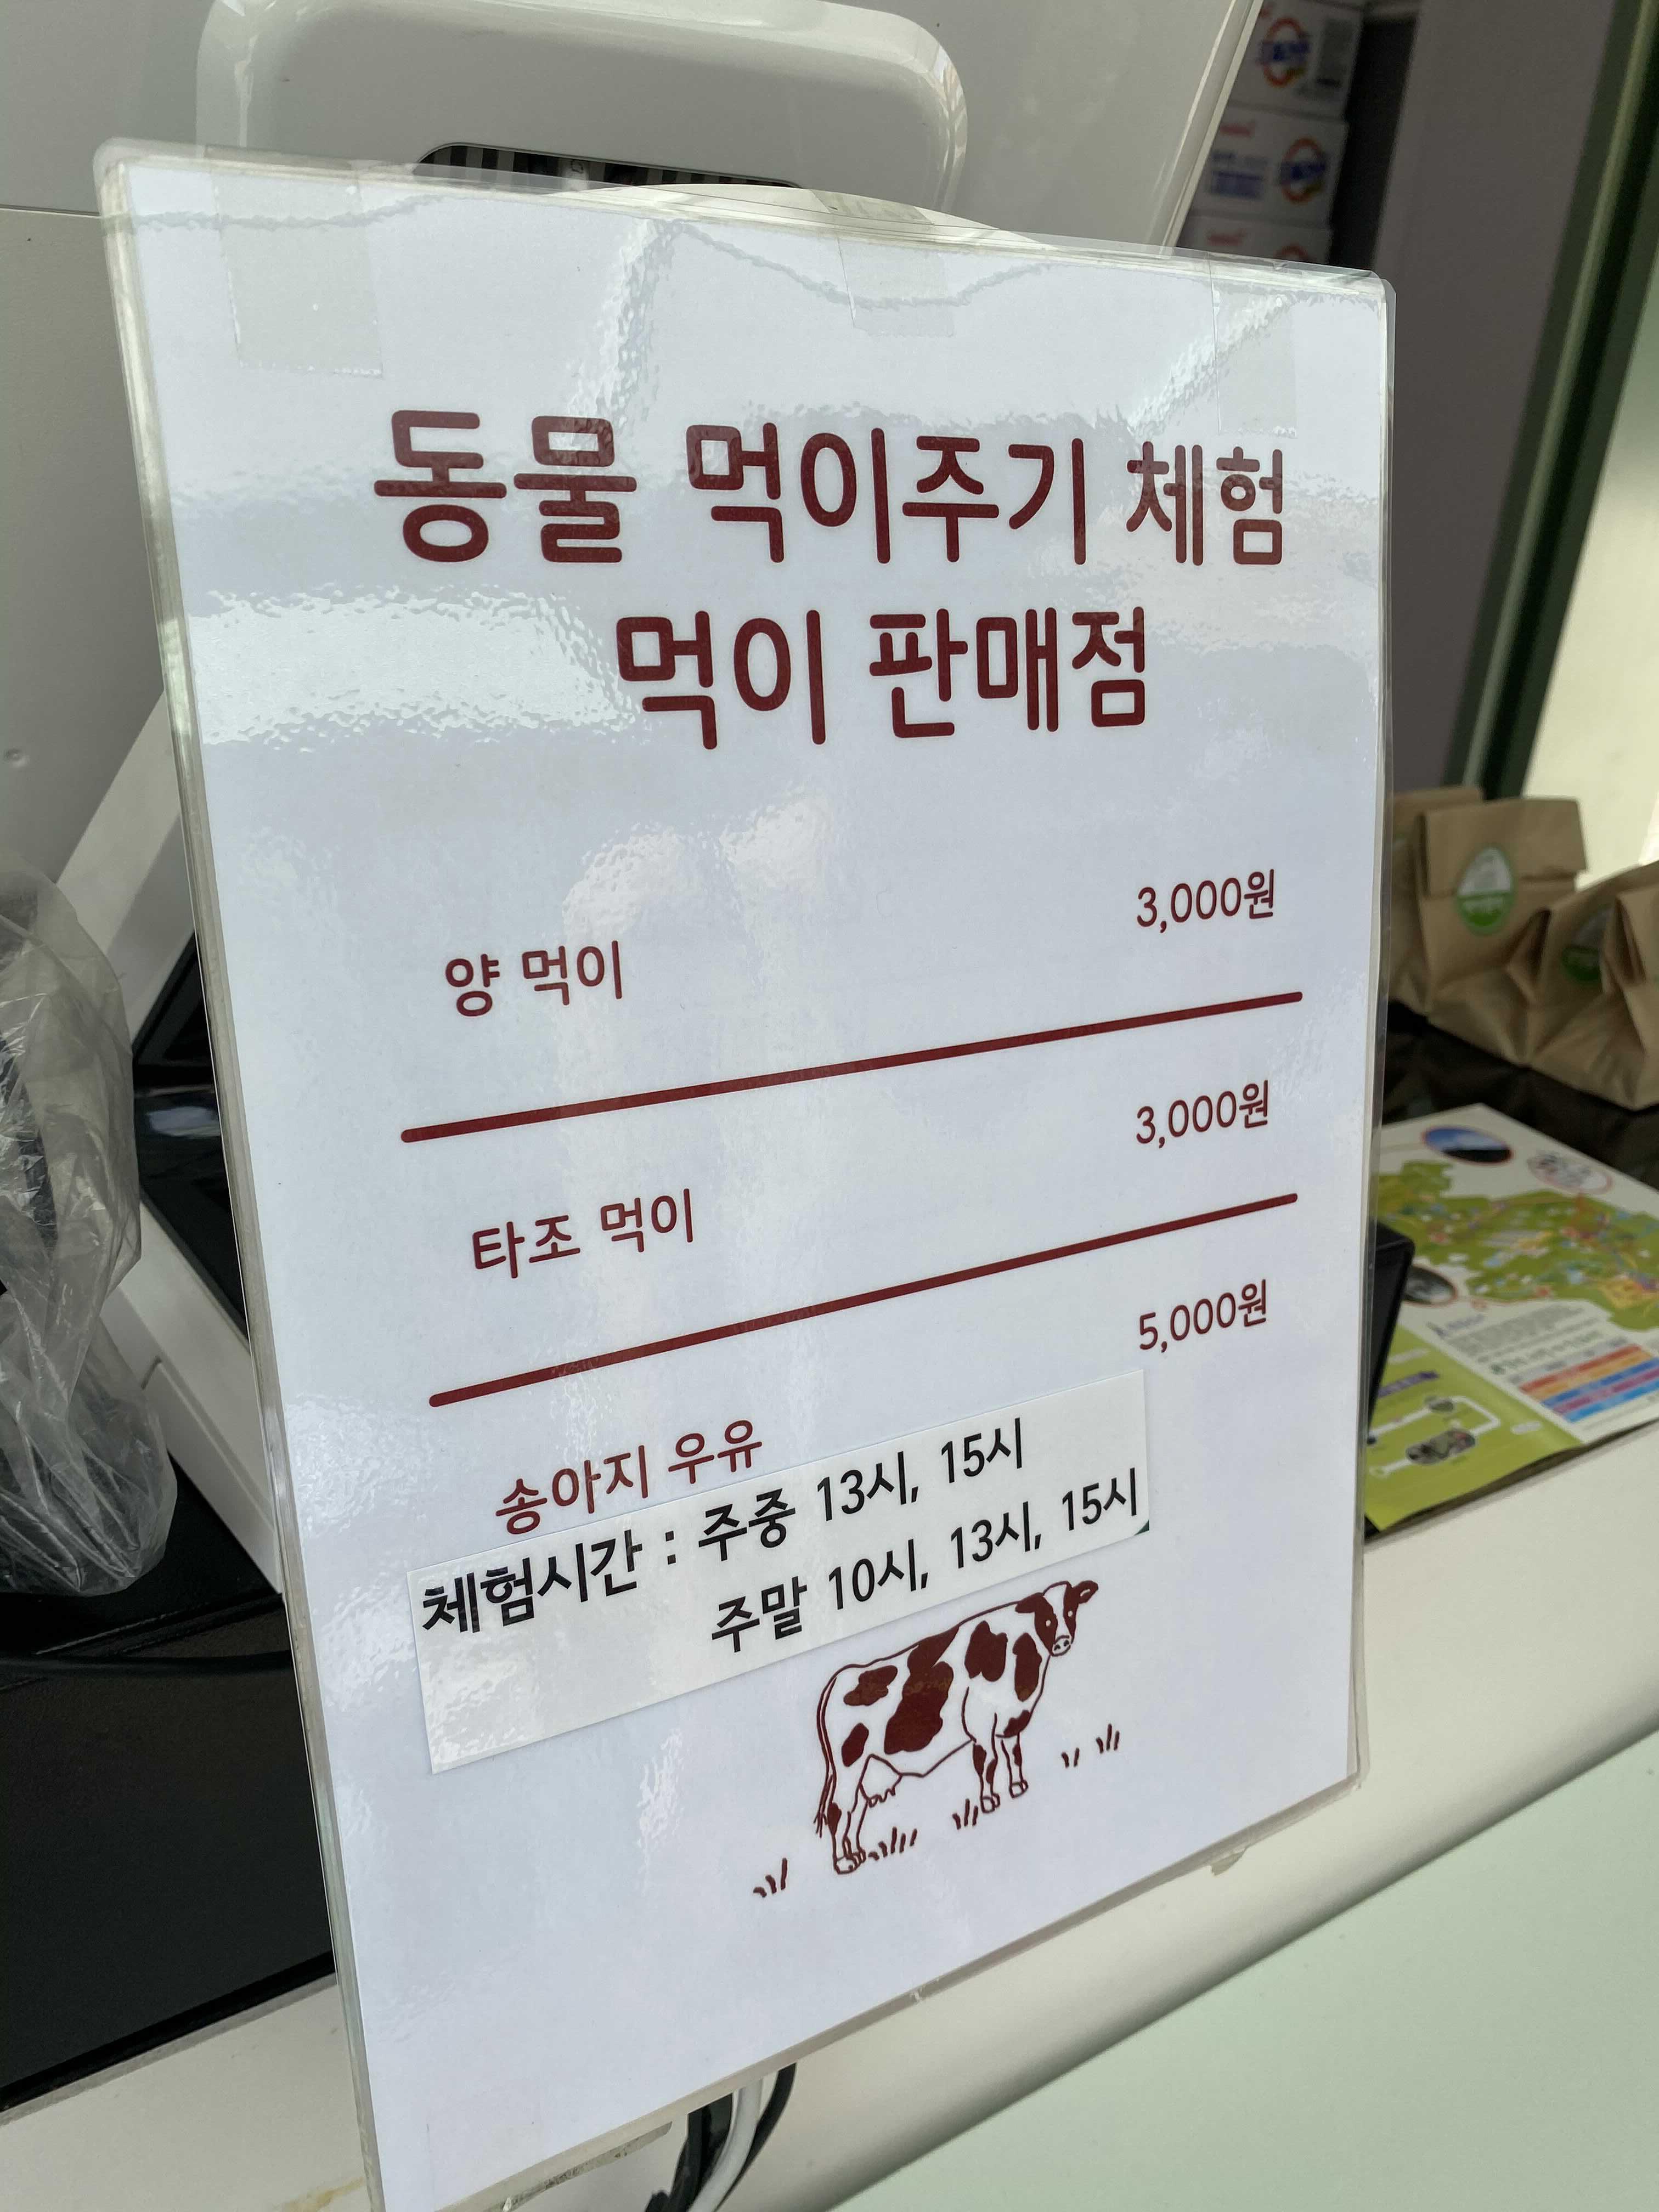 동물 먹이주기 체험
먹이 판매점
양 먹이 3,000원
타조 먹이 3,000원
송아지 우유 5,000원
체험시간 : 주중 13시, 15시
주말 10시, 13시, 15시